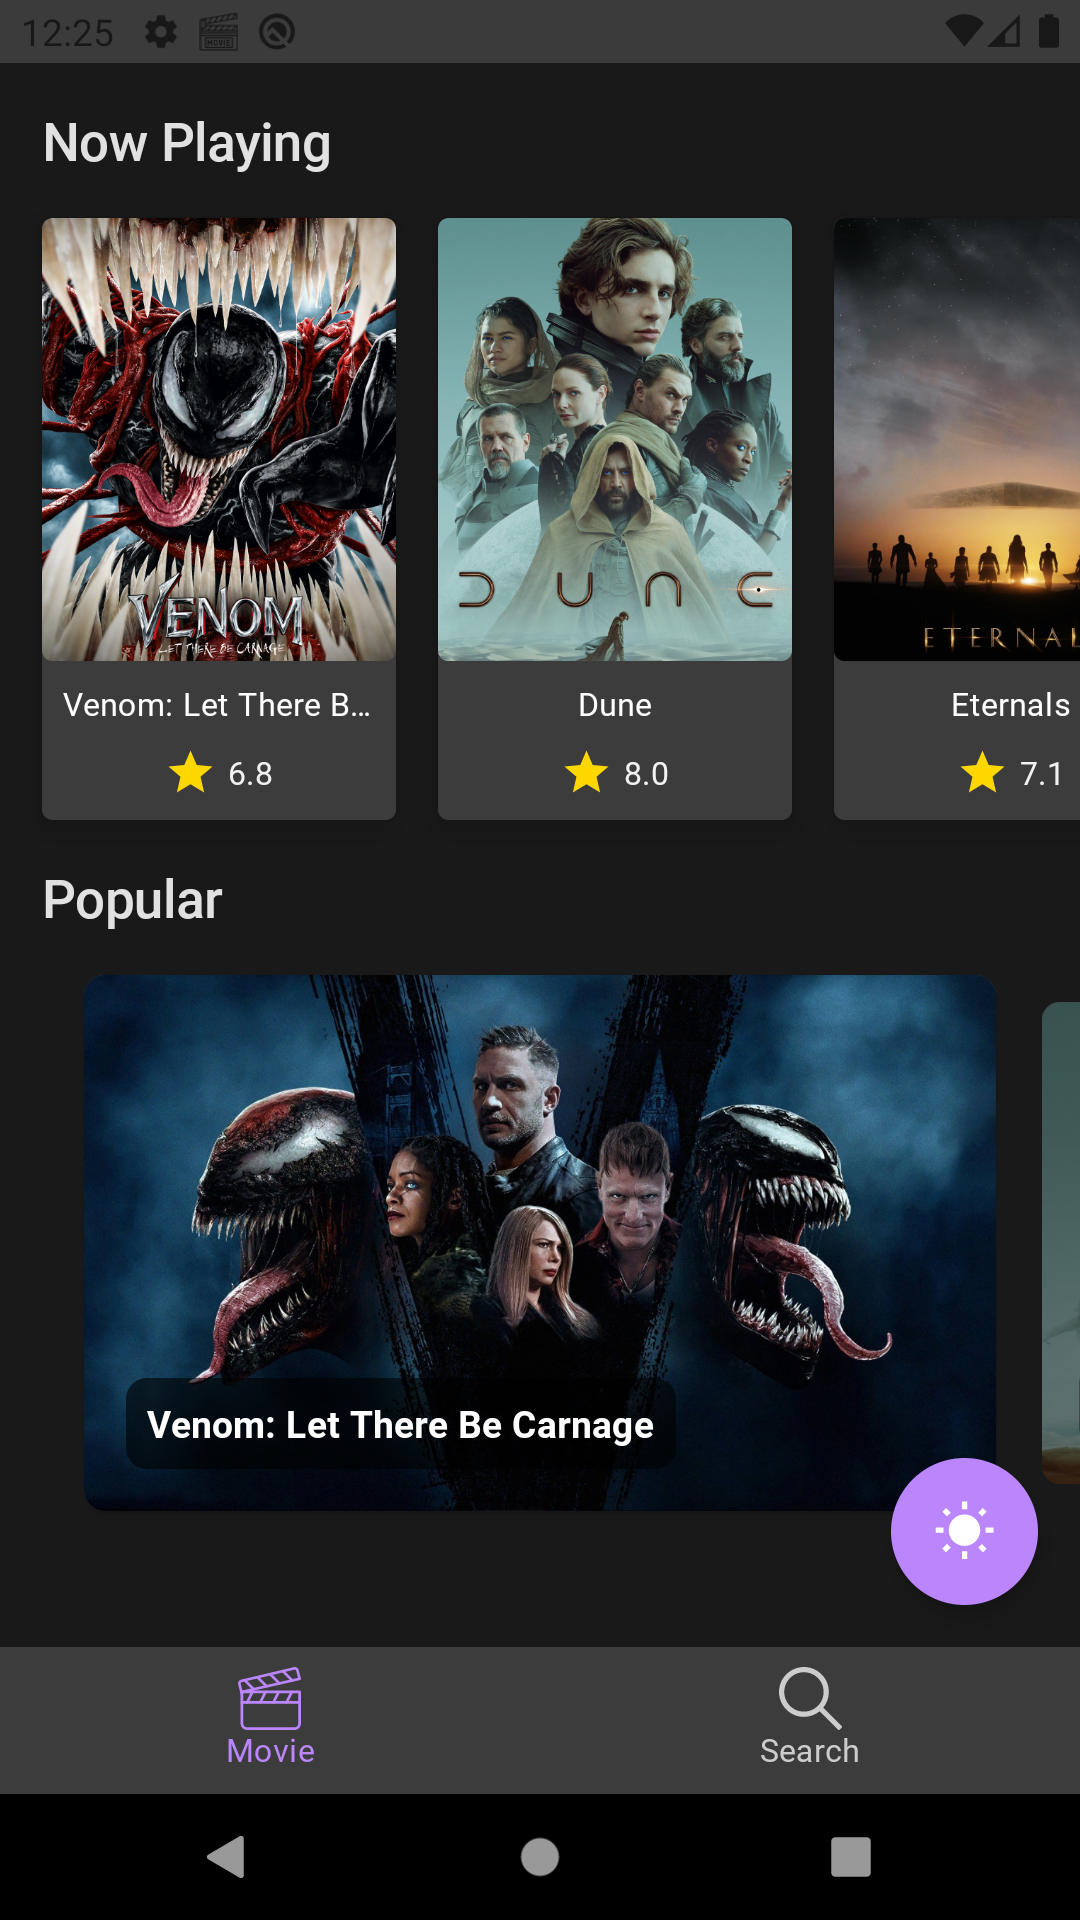 12:25
MOVIE
Now Playing
VENOM
LET THERE BE CARNAGE
DUNE
ETERNAL
Venom: Let There B...
Dune
Eternals
6.8
8.0
7.1
Popular
Venom: Let There Be Carnage
Movie
Search